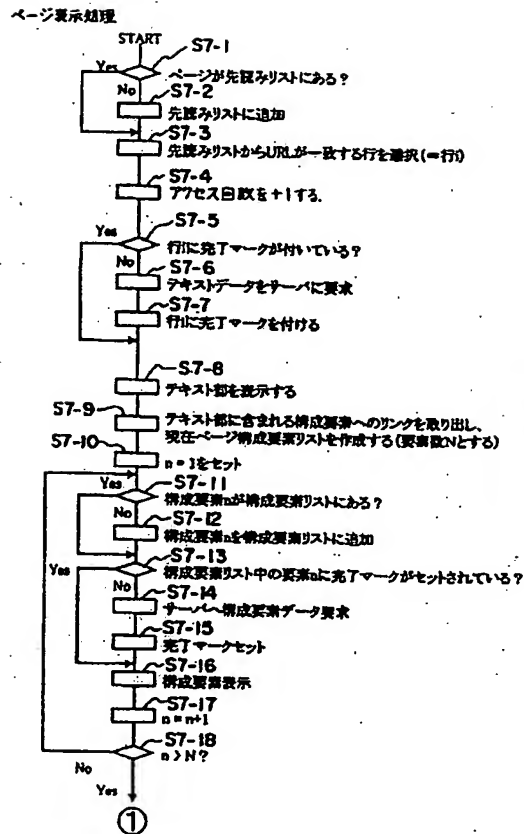 ページ表示処理
START
S7-1
Yes
ページが先読みリストにある?
No
S7-2
先読みリストに追加
S7-3
先読みリストからURLが一致する行を選択(=行i)
S7-4
アクセス回数を+1する.
S7-5
Yes
行iに完了マークが付いている?
No
S7-6
テキストデータをサーバに要求
S7-7
行iに完了マークを付ける
S7-8
テキスト部を表示する
S7-9
テキスト部に含まれる構成要素へのリンクを取り出し、
現在ページ構成要素リストを作成する(要素数Nとする)
S7-10
n=1をセット
S7-11
Yes
構成要素nが構成要素リストにある?
No
S7-12
構成要素nを構成要素リストに追加
S7-13
Yes
構成要素リスト中の要素nに完了マークがセットされている?
No
S7-14
サーバへ構成要素データ要求
S7-15
完了マークセット
S7-16
構成要素表示
S7-17
n=n+1
S7-18
n>N?
No
Yes
①